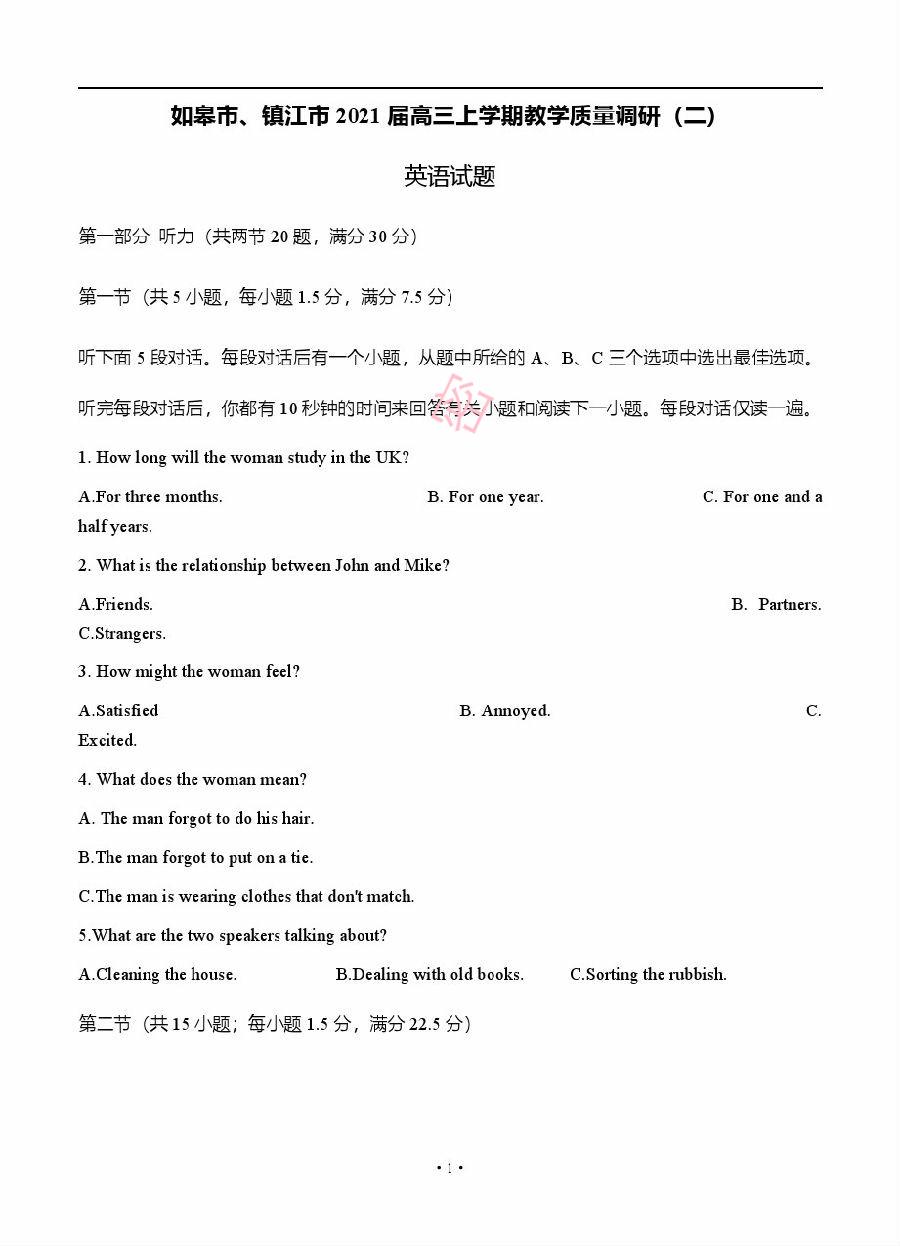 如皋市、镇江市 2021 届高三上学期教学质量调研（二）
英语试题
第一部分 听力（共两节 20 题，满分 30 分）
第一节（共 5 小题，每小题 1.5 分，满分 7.5 分）
听下面 5 段对话。每段对话后有一个小题，从题中所给的 A、B、C 三个选项中选出最佳选项。
听完每段对话后，你都有 10 秒钟的时间来回答有关小题和阅读下一小题。每段对话仅读一遍。
1. How long will the woman study in the UK?
A.For three months. B. For one year. C. For one and a
half years.
2. What is the relationship between John and Mike?
A.Friends. B. Partners.
C.Strangers.
3. How might the woman feel?
A.Satisfied B. Annoyed. C.
Excited.
4. What does the woman mean?
A. The man forgot to do his hair.
B.The man forgot to put on a tie.
C.The man is wearing clothes that don't match.
5.What are the two speakers talking about?
A.Cleaning the house. B.Dealing with old books. C.Sorting the rubbish.
第二节（共 15 小题；每小题 1.5 分，满分 22.5 分）
• 1 •